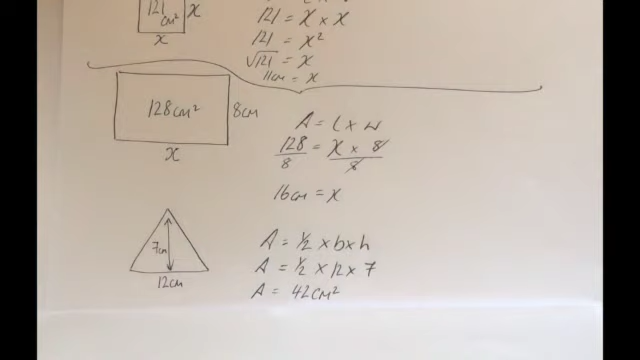 121 cm² x
x
121 = x × x
121 = x²
√121 = x
11cm = x
128cm² 8cm
x
A = l × w
128/8 = x × 8/8
16cm = x
7cm
12cm
A = ½ × b × h
A = ½ × 12 × 7
A = 42cm²